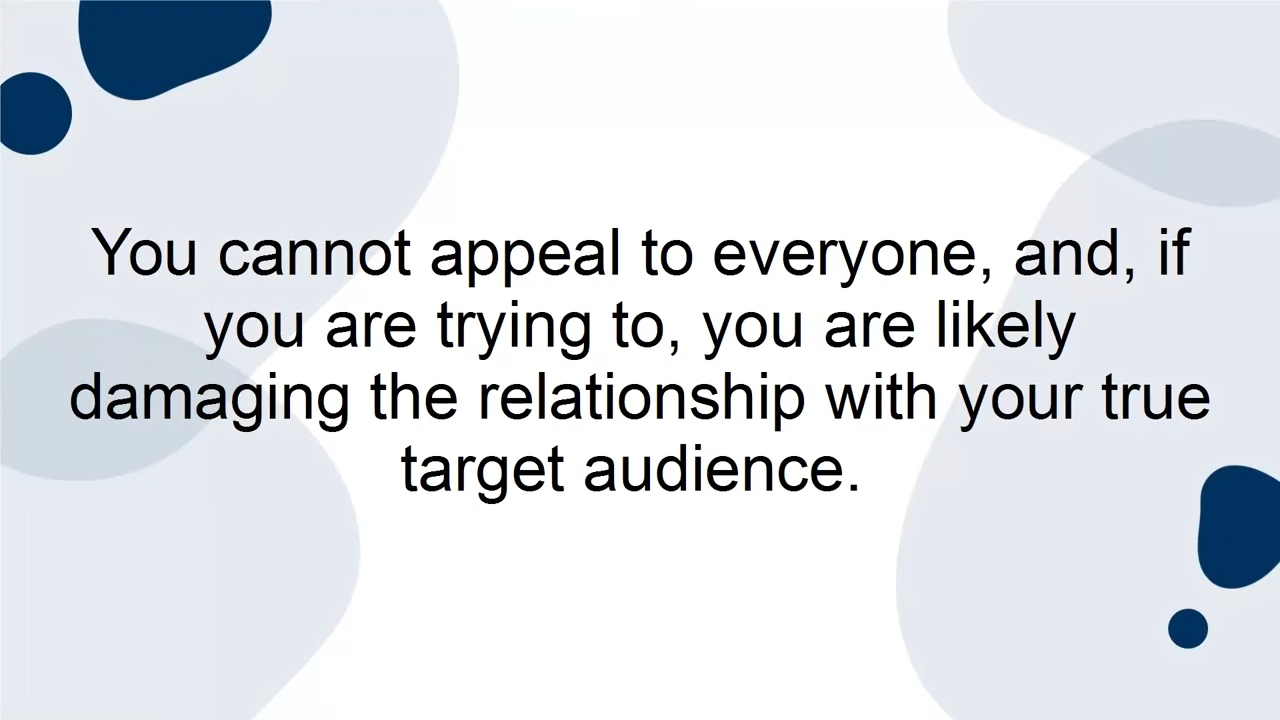 You cannot appeal to everyone, and, if
you are trying to, you are likely
damaging the relationship with your true
target audience.